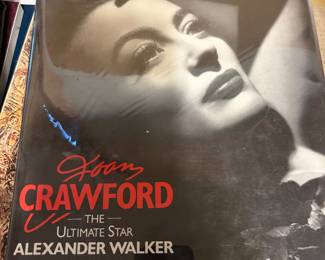 Joan
CRAWFORD
— THE —
ULTIMATE STAR
ALEXANDER WALKER